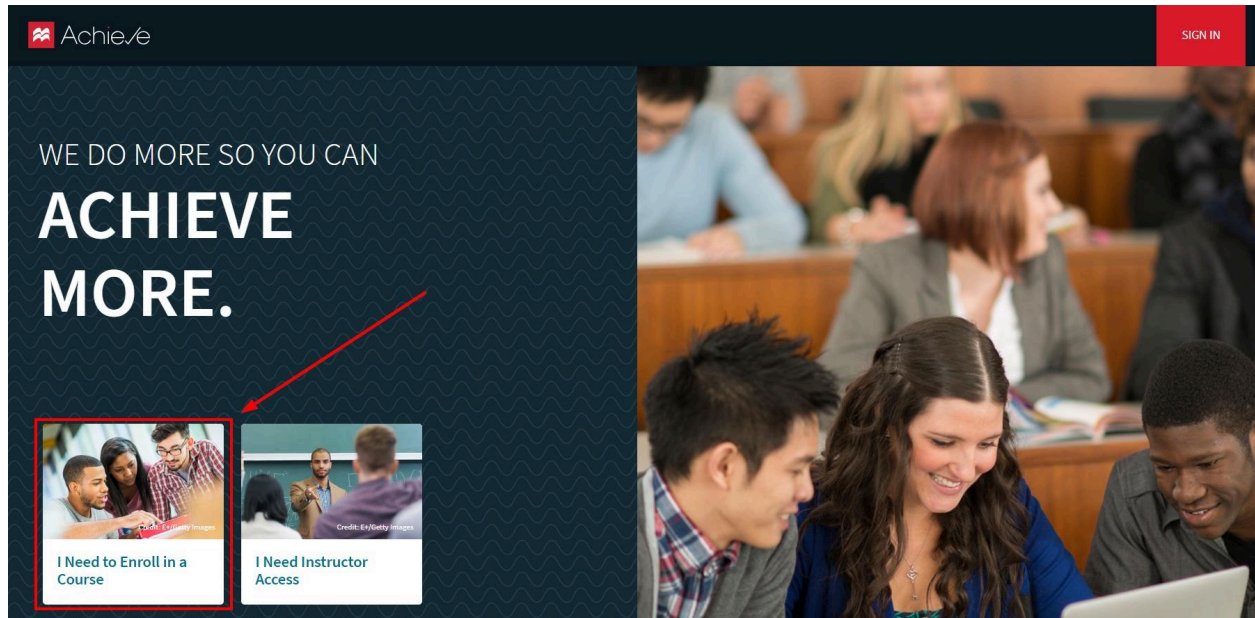 Achieve
SIGN IN
WE DO MORE SO YOU CAN
ACHIEVE
MORE.
Credit: E+/Getty Images
Credit: E+/Getty Images
I Need to Enroll in a
Course
I Need Instructor
Access